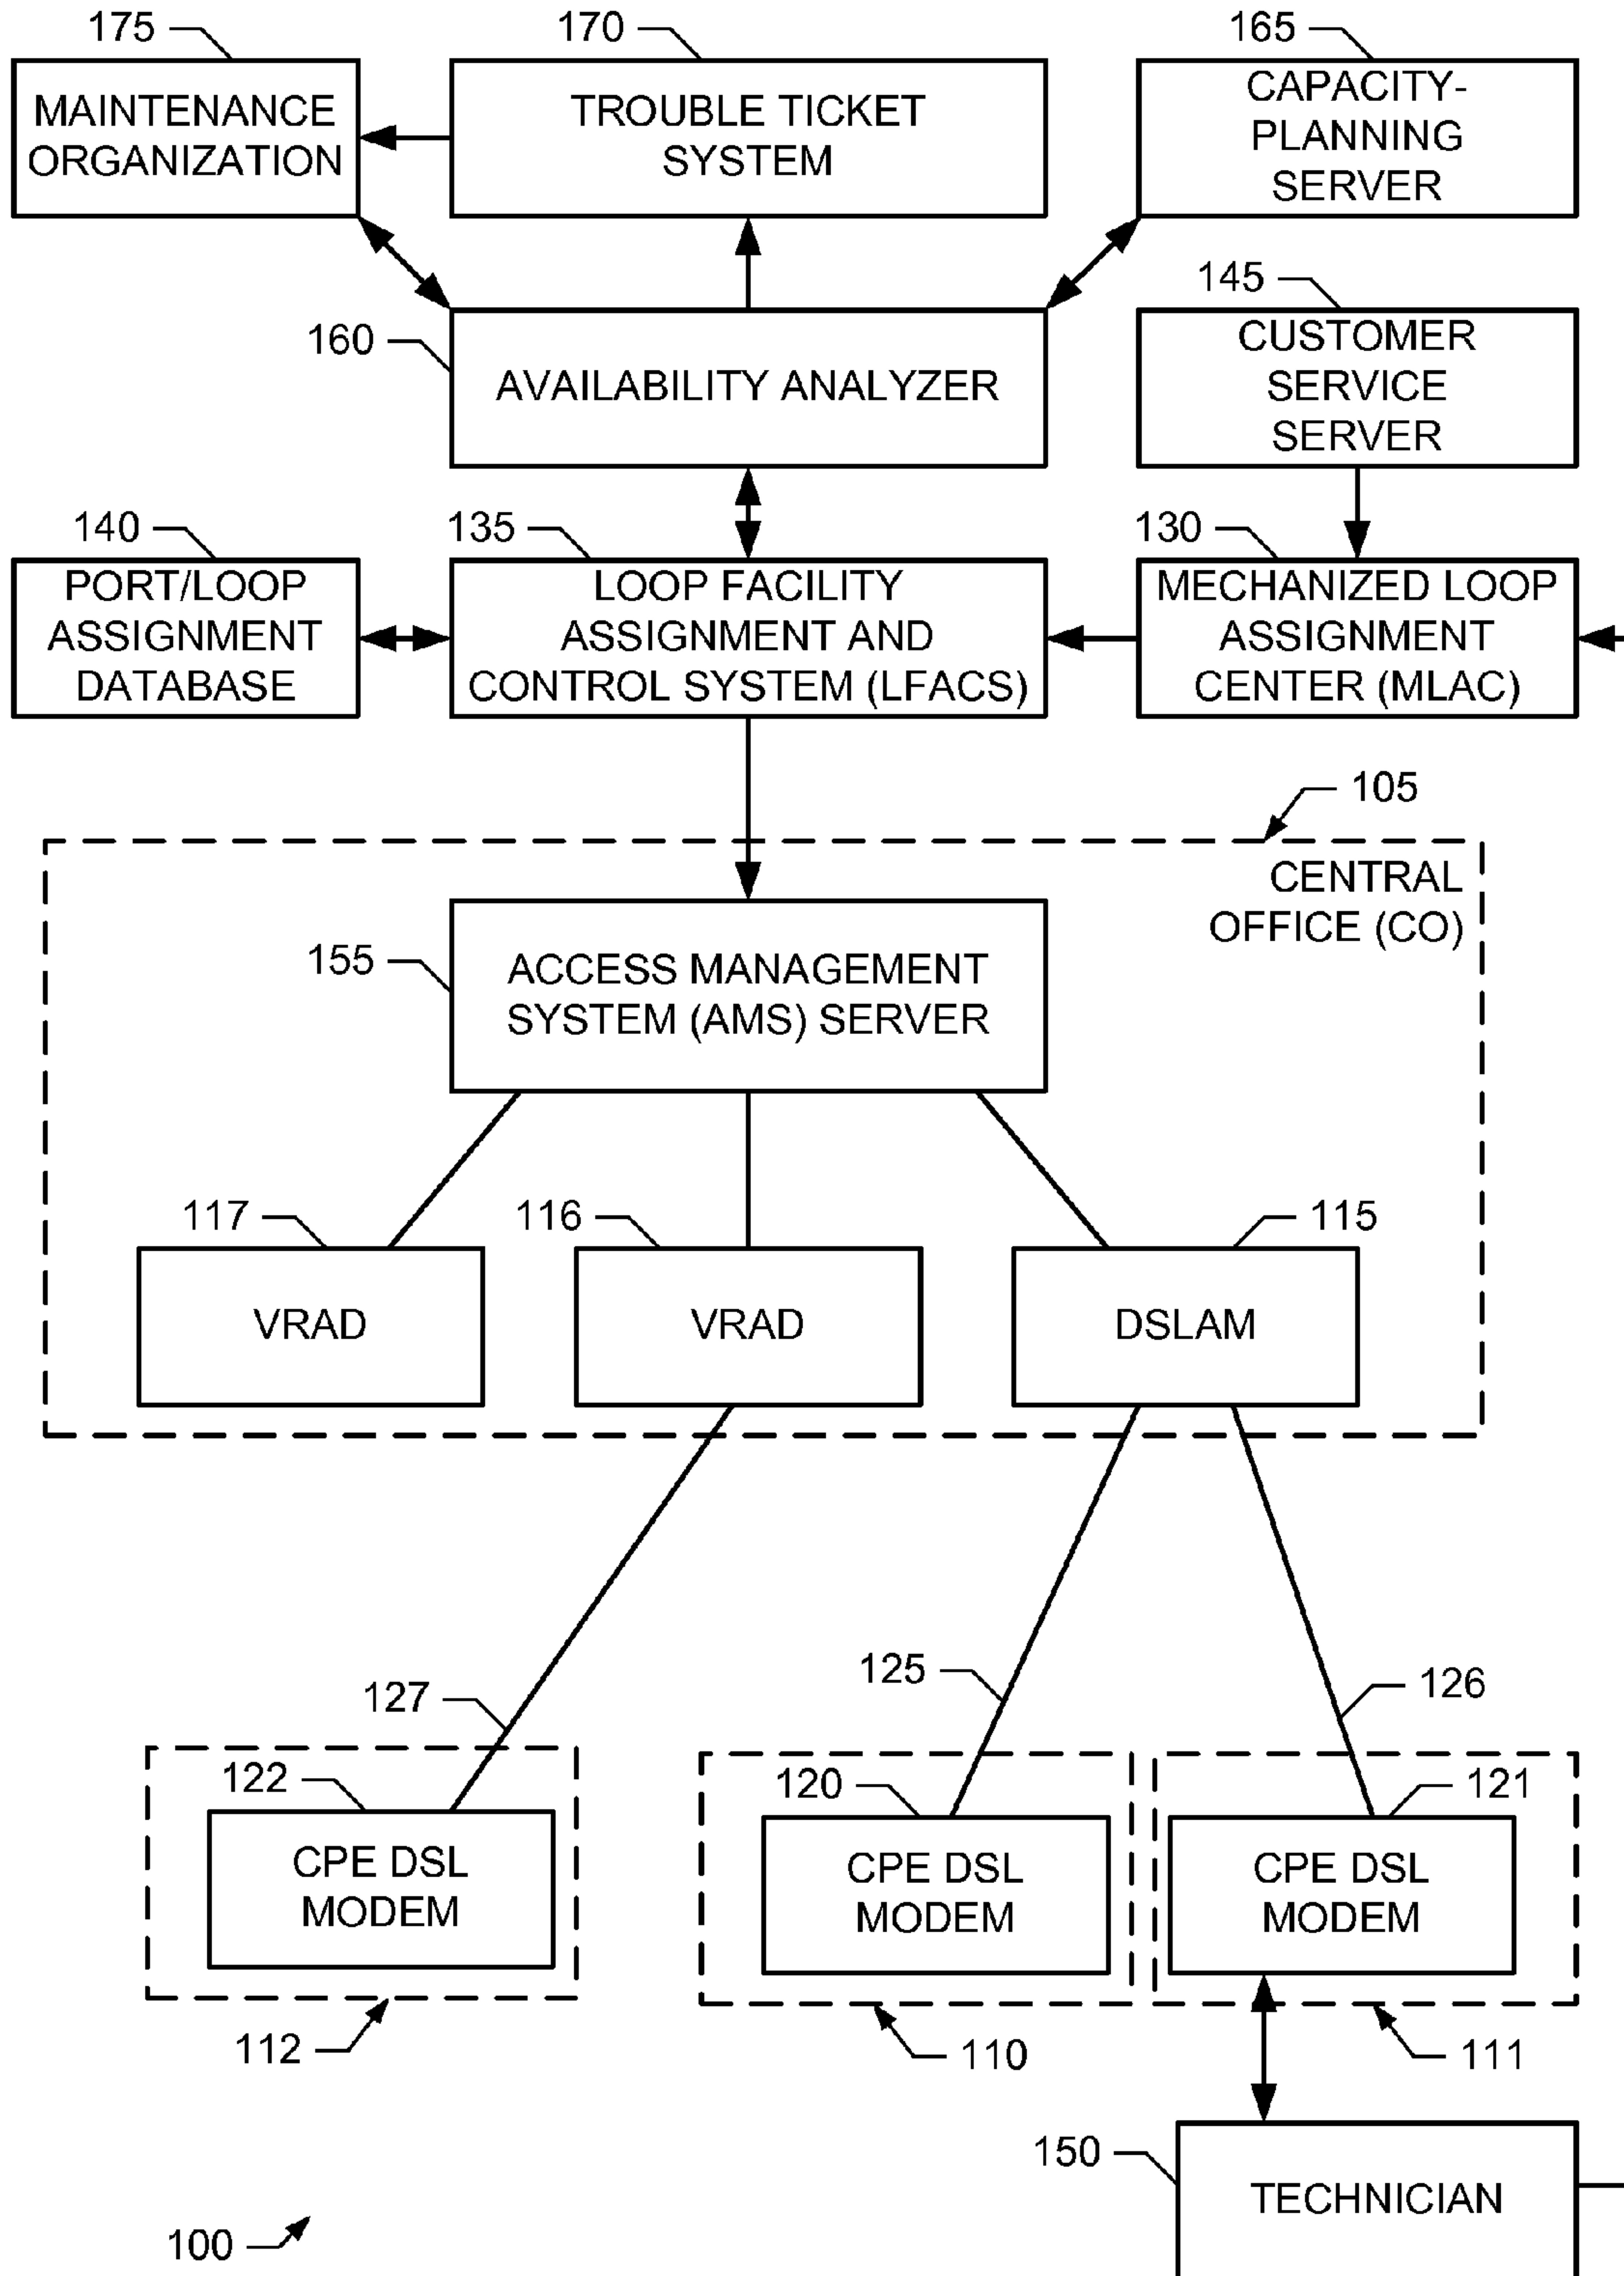 175
170
165
MAINTENANCE
ORGANIZATION
TROUBLE TICKET
SYSTEM
CAPACITY-
PLANNING
SERVER
145
160
AVAILABILITY ANALYZER
CUSTOMER
SERVICE
SERVER
140
135
130
PORT/LOOP
ASSIGNMENT
DATABASE
LOOP FACILITY
ASSIGNMENT AND
CONTROL SYSTEM (LFACS)
MECHANIZED LOOP
ASSIGNMENT
CENTER (MLAC)
105
CENTRAL
OFFICE (CO)
155
ACCESS MANAGEMENT
SYSTEM (AMS) SERVER
117
116
115
VRAD
VRAD
DSLAM
127
125
126
122
120
121
CPE DSL
MODEM
CPE DSL
MODEM
CPE DSL
MODEM
112
110
111
150
TECHNICIAN
100